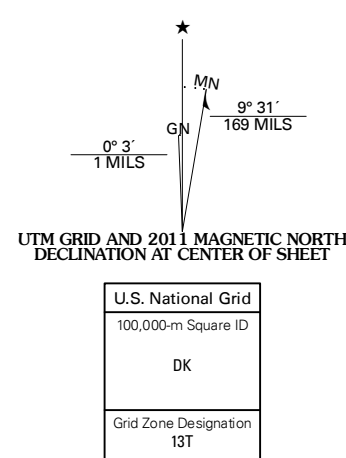 ★
MN
GN
9° 31´
169 MILS
0° 3´
1 MILS
UTM GRID AND 2011 MAGNETIC NORTH
DECLINATION AT CENTER OF SHEET
U.S. National Grid
100,000-m Square ID
DK
Grid Zone Designation
13T